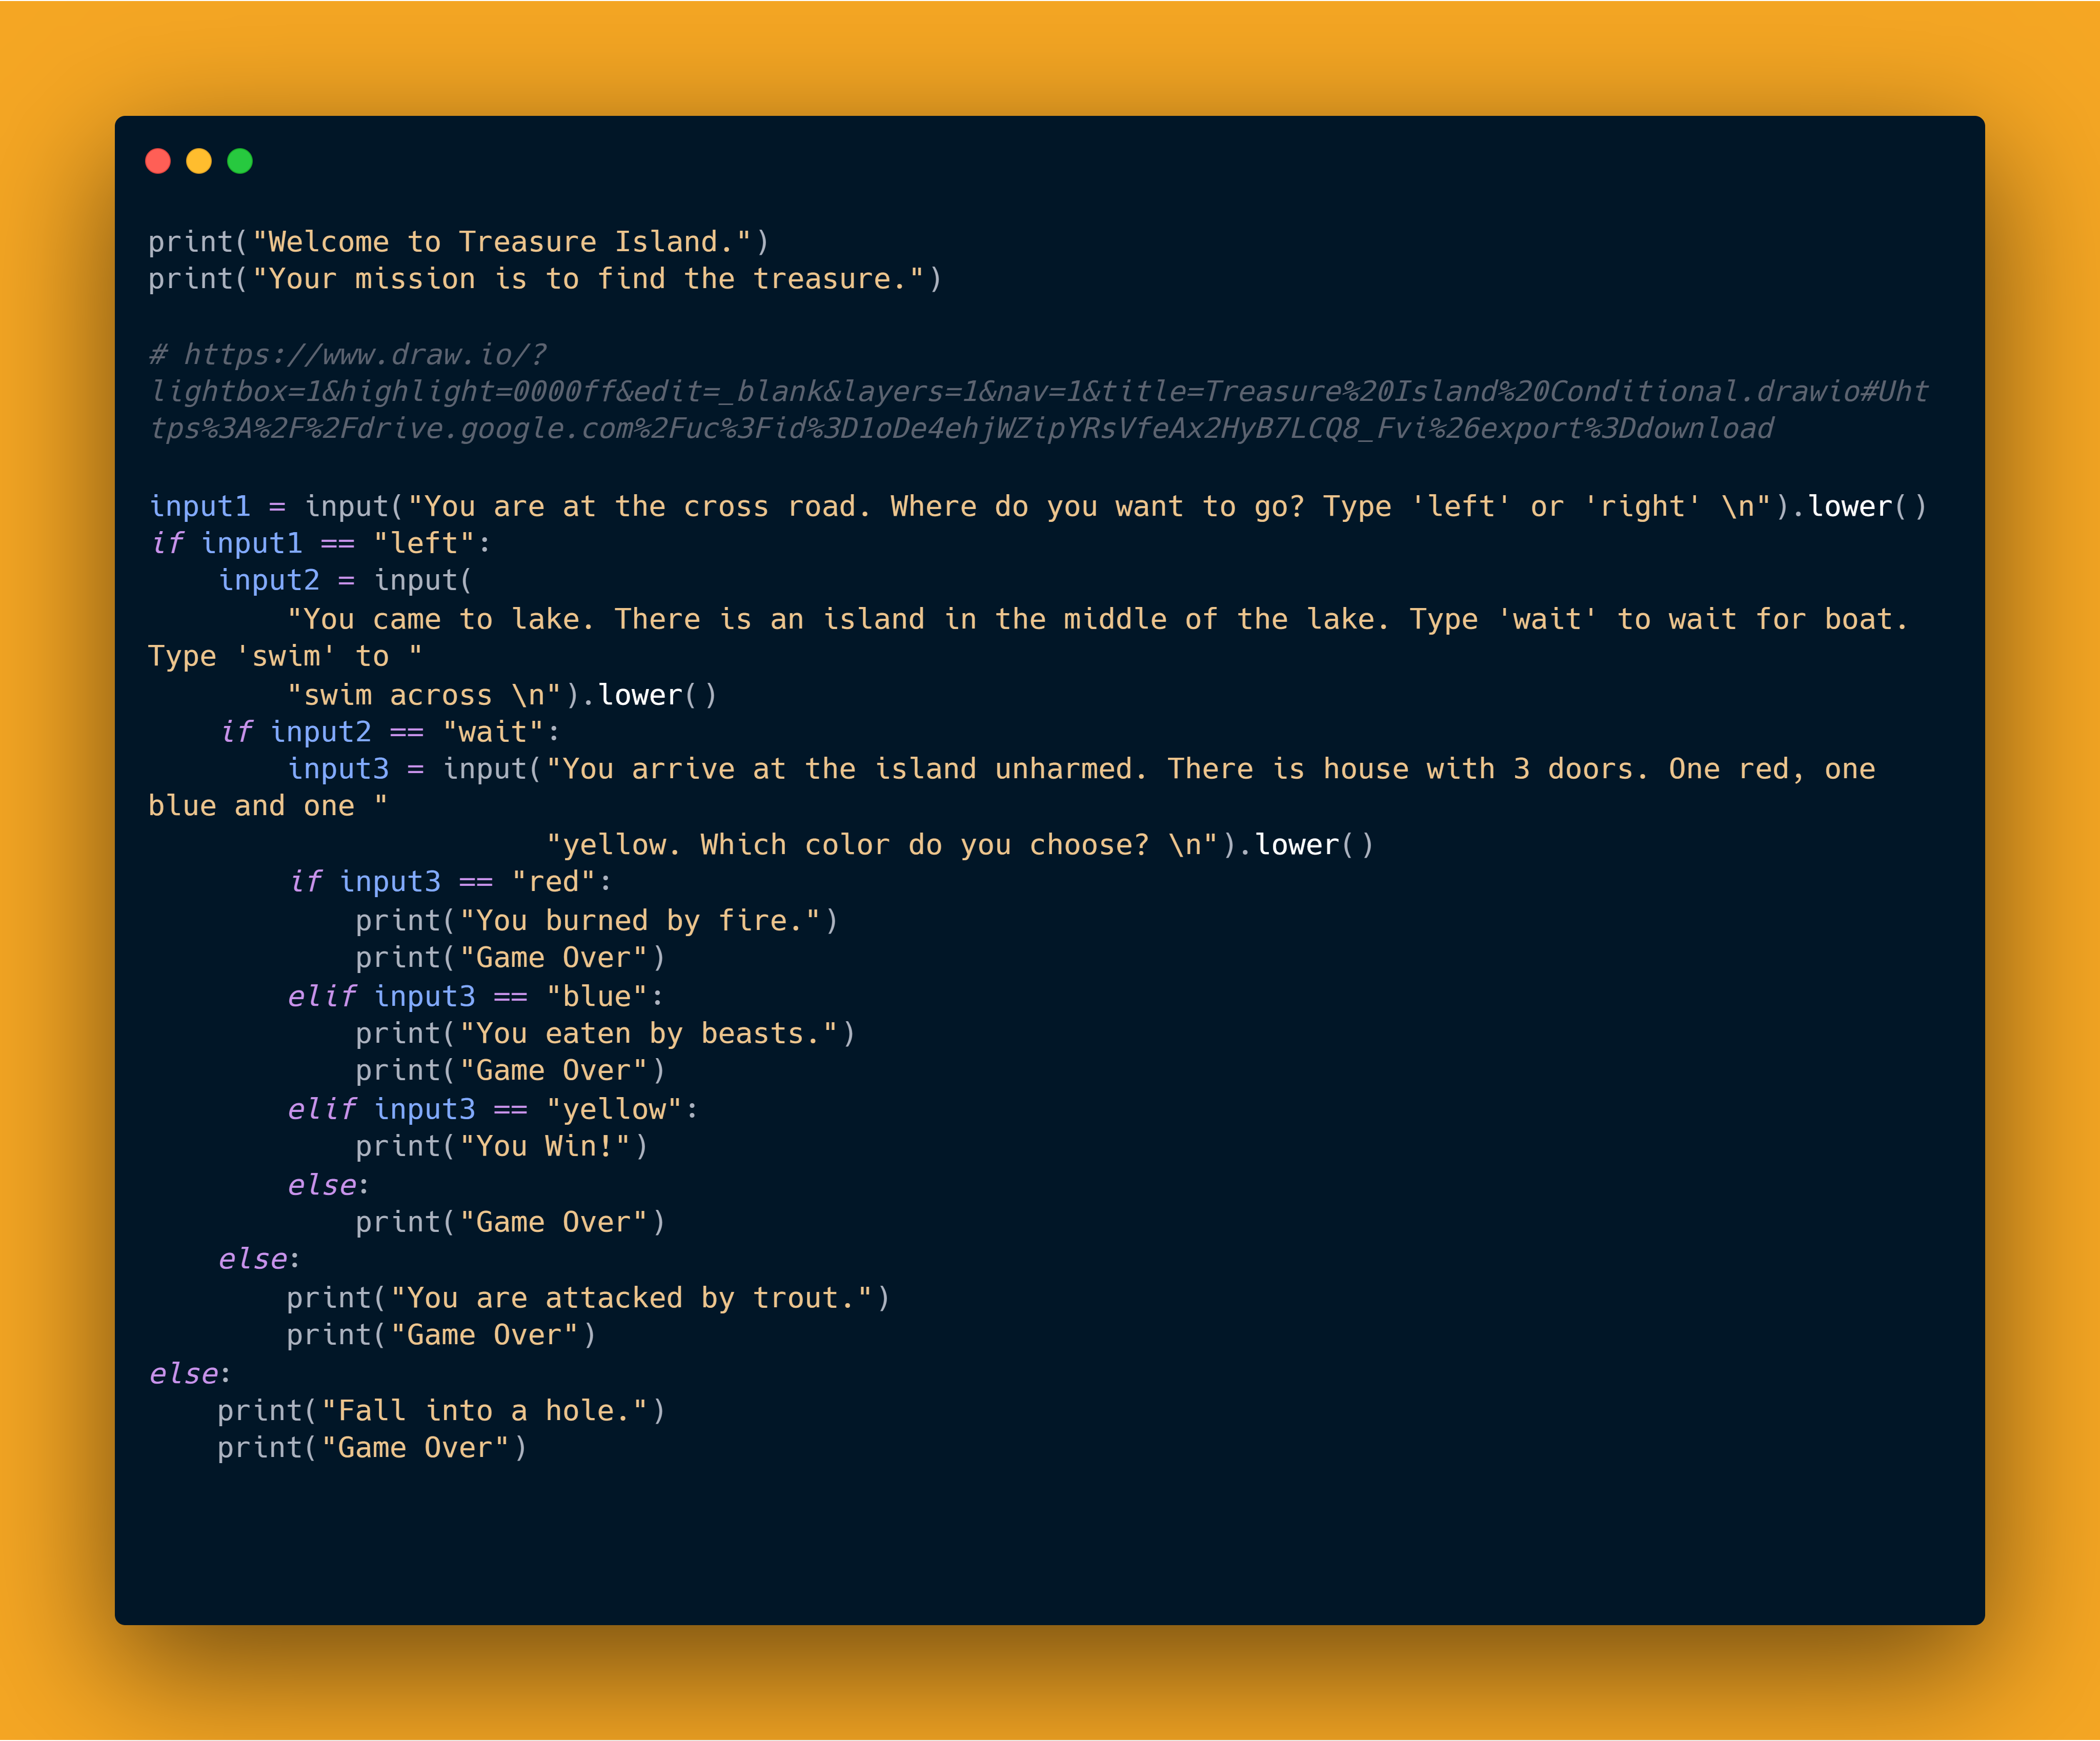 print("Welcome to Treasure Island.")
print("Your mission is to find the treasure.")
# https://www.draw.io/?
lightbox=1&highlight=0000ff&edit=_blank&layers=1&nav=1&title=Treasure%20Island%20Conditional.drawio#Uht
tps%3A%2F%2Fdrive.google.com%2Fuc%3Fid%3D1oDe4ehjWZipYRsVfeAx2HyB7LCQ8_Fvi%26export%3Ddownload
input1 = input("You are at the cross road. Where do you want to go? Type 'left' or 'right' \n").lower()
if input1 == "left":
    input2 = input(
        "You came to lake. There is an island in the middle of the lake. Type 'wait' to wait for boat.
Type 'swim' to "
        "swim across \n").lower()
    if input2 == "wait":
        input3 = input("You arrive at the island unharmed. There is house with 3 doors. One red, one
blue and one "
                       "yellow. Which color do you choose? \n").lower()
        if input3 == "red":
            print("You burned by fire.")
            print("Game Over")
        elif input3 == "blue":
            print("You eaten by beasts.")
            print("Game Over")
        elif input3 == "yellow":
            print("You Win!")
        else:
            print("Game Over")
    else:
        print("You are attacked by trout.")
        print("Game Over")
else:
    print("Fall into a hole.")
    print("Game Over")